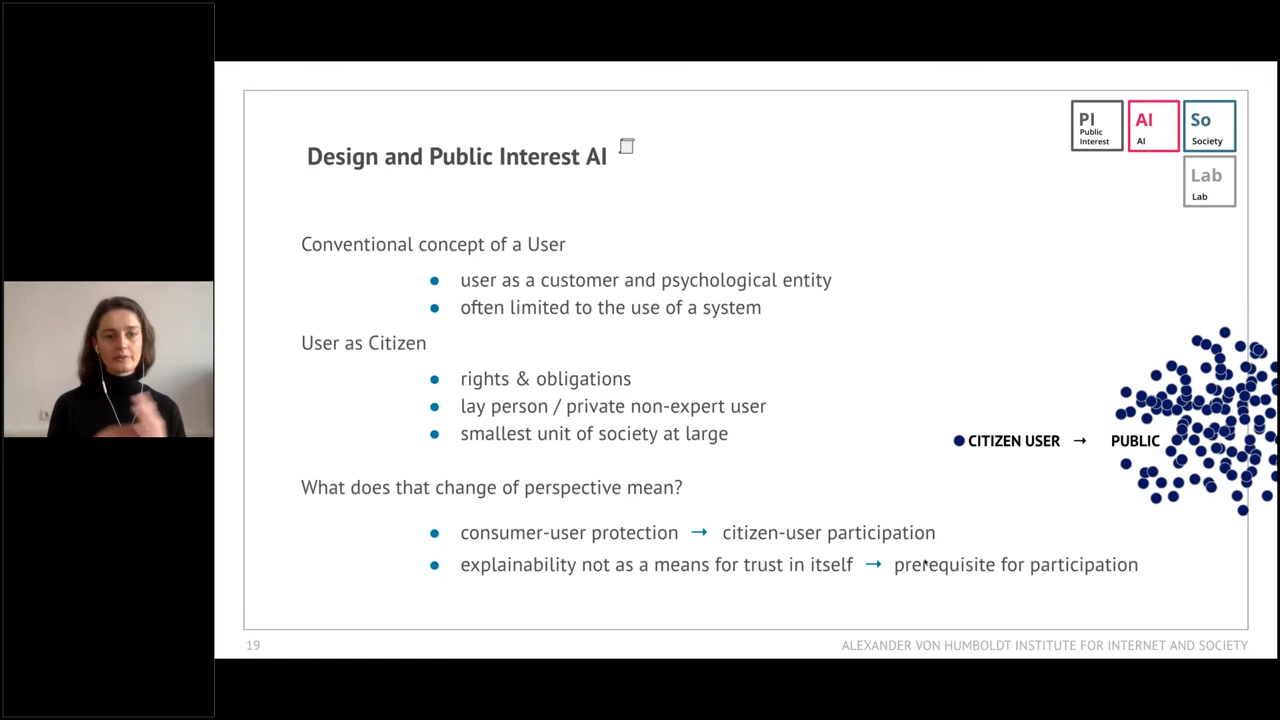 PI
Public
Interest
AI
AI
So
Society
Lab
Lab
Design and Public Interest AI
Conventional concept of a User
● user as a customer and psychological entity
● often limited to the use of a system
User as Citizen
● rights & obligations
● lay person / private non-expert user
● smallest unit of society at large
CITIZEN USER → PUBLIC
What does that change of perspective mean?
● consumer-user protection → citizen-user participation
● explainability not as a means for trust in itself → prerequisite for participation
19
ALEXANDER VON HUMBOLDT INSTITUTE FOR INTERNET AND SOCIETY